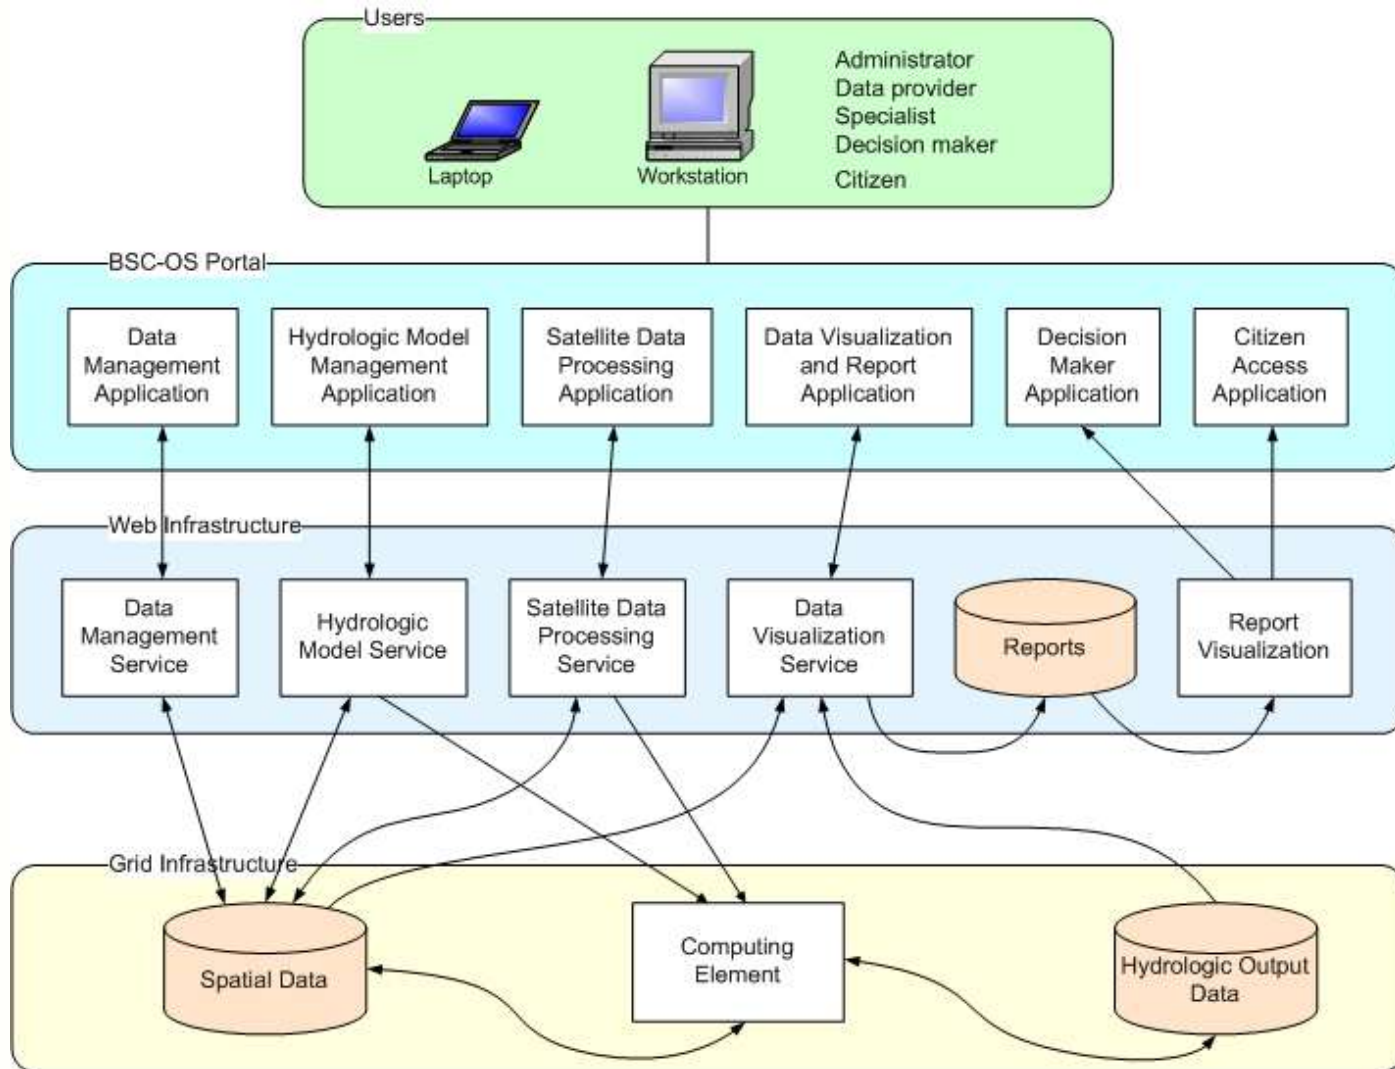 Users
Administrator
Data provider
Specialist
Decision maker
Citizen
Laptop
Workstation
BSC-OS Portal
Data
Management
Application
Hydrologic Model
Management
Application
Satellite Data
Processing
Application
Data Visualization
and Report
Application
Decision
Maker
Application
Citizen
Access
Application
Web Infrastructure
Data
Management
Service
Hydrologic
Model Service
Satellite Data
Processing
Service
Data
Visualization
Service
Reports
Report
Visualization
Grid Infrastructure
Spatial Data
Computing
Element
Hydrologic Output
Data